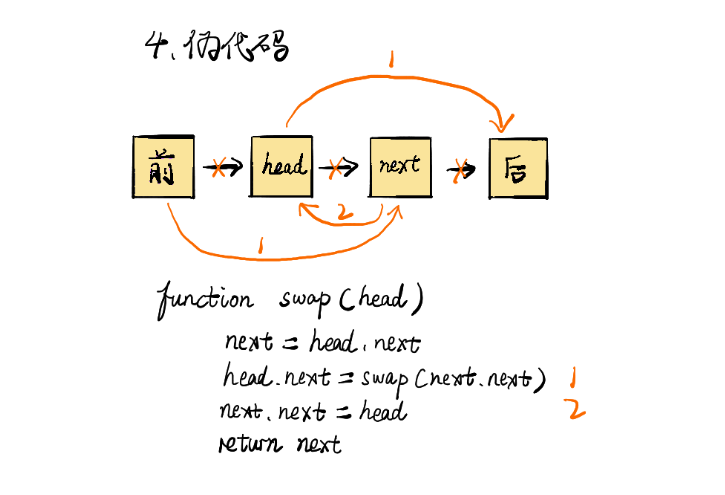 4、伪代码
1
前 head next 后
2
1
function swap(head)
next = head.next
head.next = swap(next.next) 1
next.next = head 2
return next